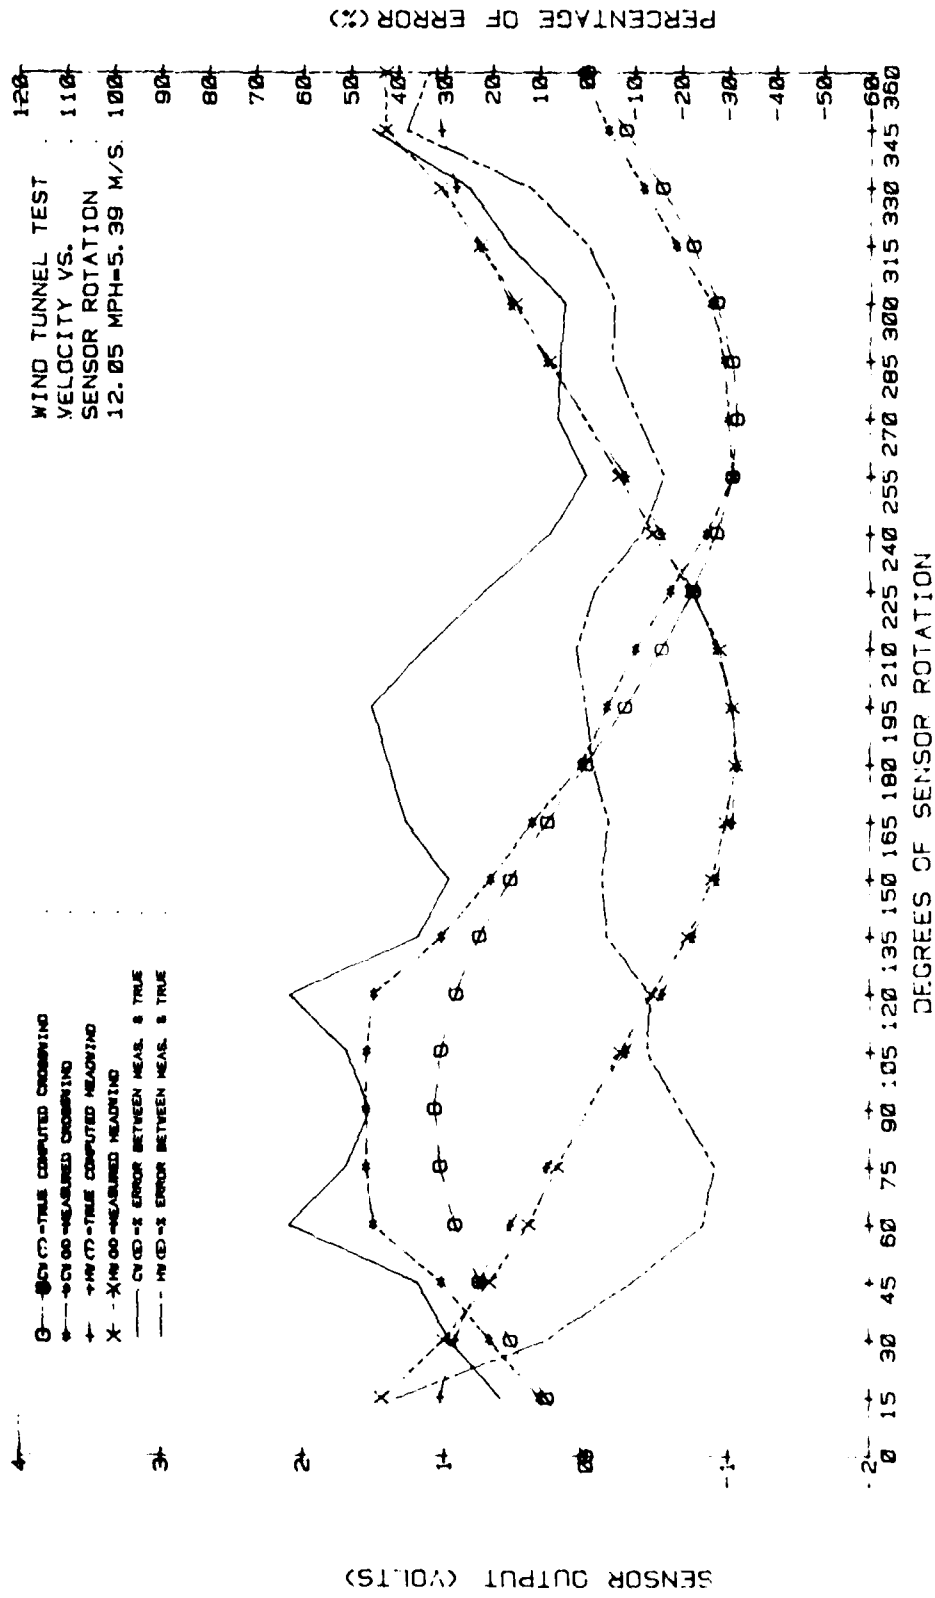 WIND TUNNEL TEST
VELOCITY VS.
SENSOR ROTATION
12.05 MPH=5.39 M/S.
CW(T)=TRUE COMPUTED CROSSWIND
CW(M)=MEASURED CROSSWIND
HW(T)=TRUE COMPUTED HEADWIND
HW(M)=MEASURED HEADWIND
CW(E)=% ERROR BETWEEN MEAS. & TRUE
HW(E)=% ERROR BETWEEN MEAS. & TRUE
SENSOR OUTPUT (VOLTS)
4
3
2
1
-1
-2
PERCENTAGE OF ERROR(%)
120
110
100
90
80
70
60
50
40
30
20
10
-10
-20
-30
-40
-50
-60
0 15 30 45 60 75 90 105 120 135 150 165 180 195 210 225 240 255 270 285 300 315 330 345 360
DEGREES OF SENSOR ROTATION